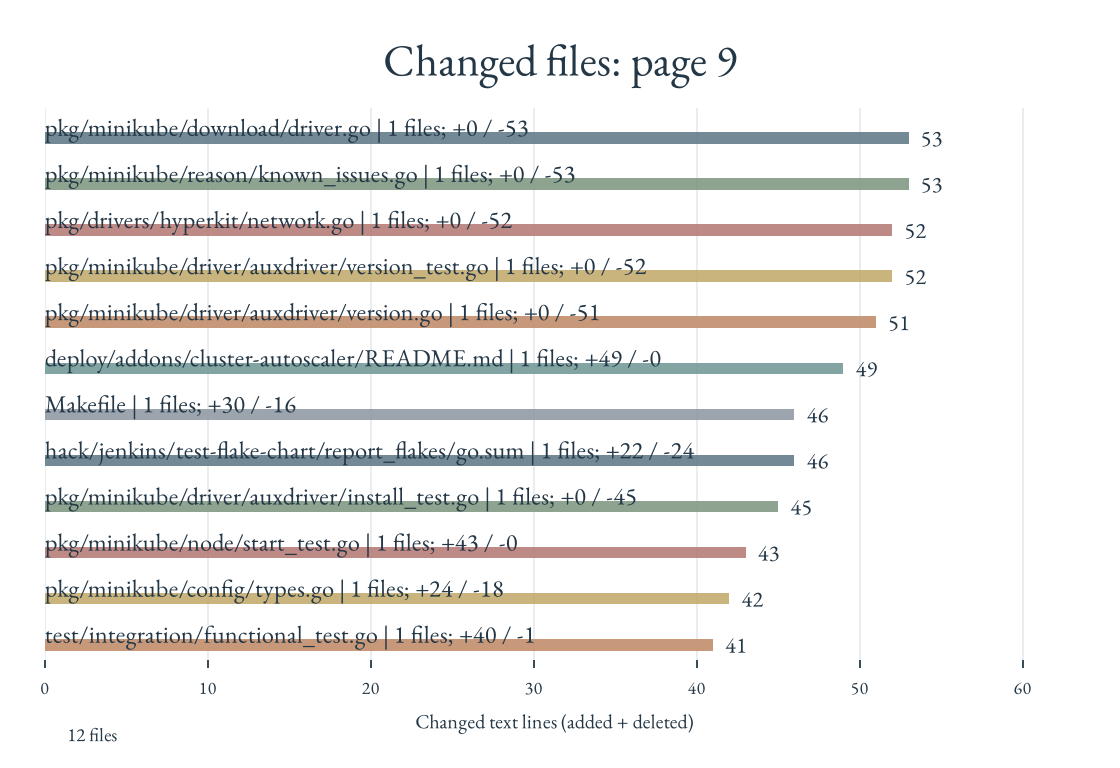 Changed files: page 9
pkg/minikube/download/driver.go | 1 files; +0 / -53
53
pkg/minikube/reason/known_issues.go | 1 files; +0 / -53
53
pkg/drivers/hyperkit/network.go | 1 files; +0 / -52
52
pkg/minikube/driver/auxdriver/version_test.go | 1 files; +0 / -52
52
pkg/minikube/driver/auxdriver/version.go | 1 files; +0 / -51
51
deploy/addons/cluster-autoscaler/README.md | 1 files; +49 / -0
49
Makefile | 1 files; +30 / -16
46
hack/jenkins/test-flake-chart/report_flakes/go.sum | 1 files; +22 / -24
46
pkg/minikube/driver/auxdriver/install_test.go | 1 files; +0 / -45
45
pkg/minikube/node/start_test.go | 1 files; +43 / -0
43
pkg/minikube/config/types.go | 1 files; +24 / -18
42
test/integration/functional_test.go | 1 files; +40 / -1
41
0 10 20 30 40 50 60
Changed text lines (added + deleted)
12 files